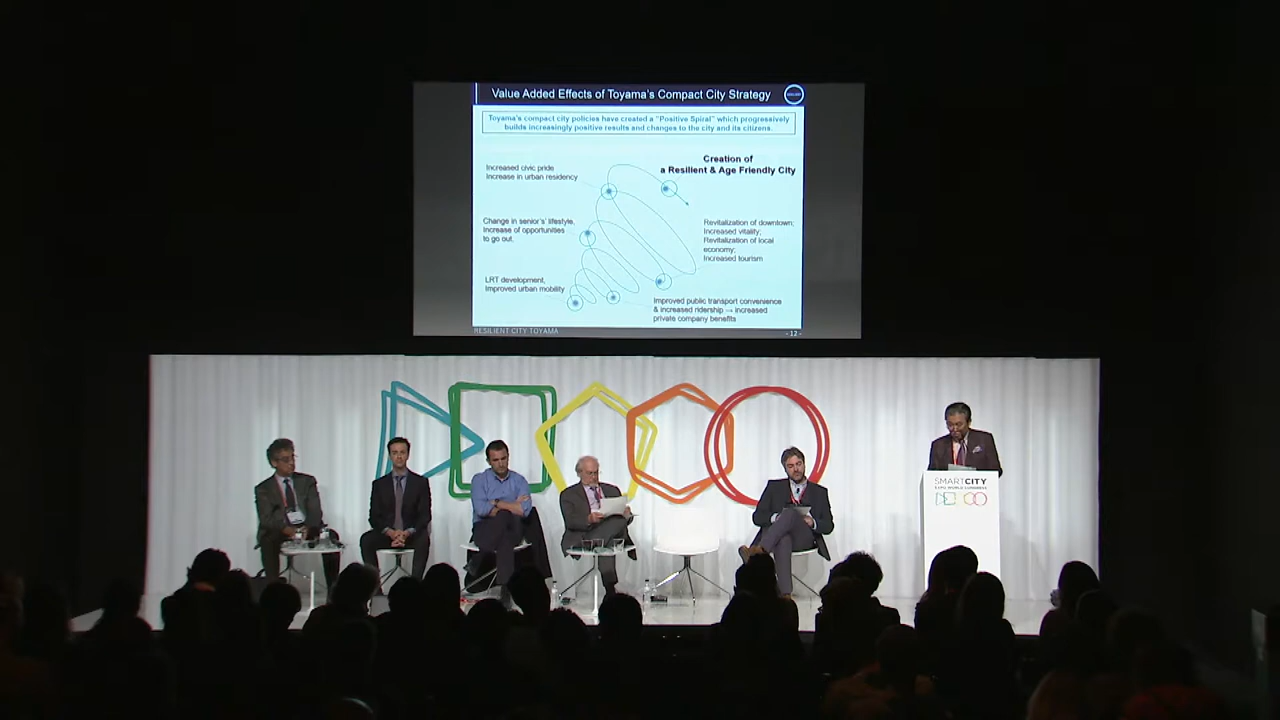 Value Added Effects of Toyama's Compact City Strategy
Toyama's compact city policies have created a "Positive Spiral" which progressively
builds increasingly positive results and changes to the city and its citizens.
Creation of
a Resilient & Age Friendly City
Increased civic pride
Increase in urban residency
Change in senior's' lifestyle,
Increase of opportunities
to go out.
Revitalization of downtown;
Increased vitality;
Revitalization of local
economy;
Increased tourism
LRT development,
Improved urban mobility
Improved public transport convenience
& increased ridership → increased
private company benefits
RESILIENT CITY TOYAMA
- 12 -
SMARTCITY
EXPO WORLD CONGRESS